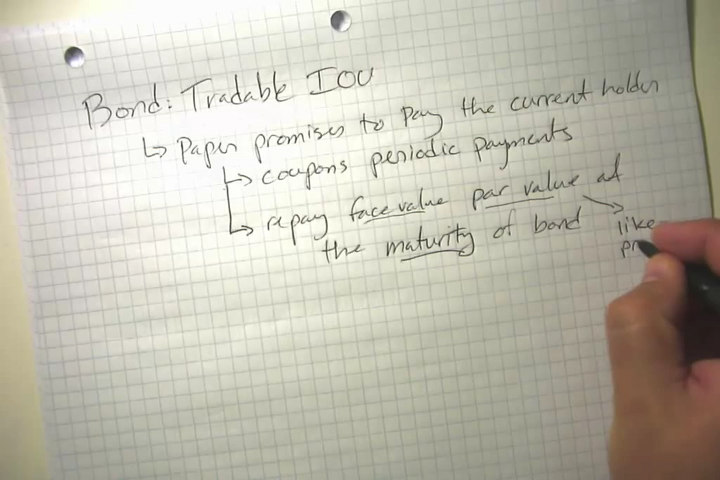 Bond: Tradable IOU
↳ Paper promises to pay the current holder
↳ coupons periodic payments
↳ repay face value par value at
the maturity of bond
like
pr